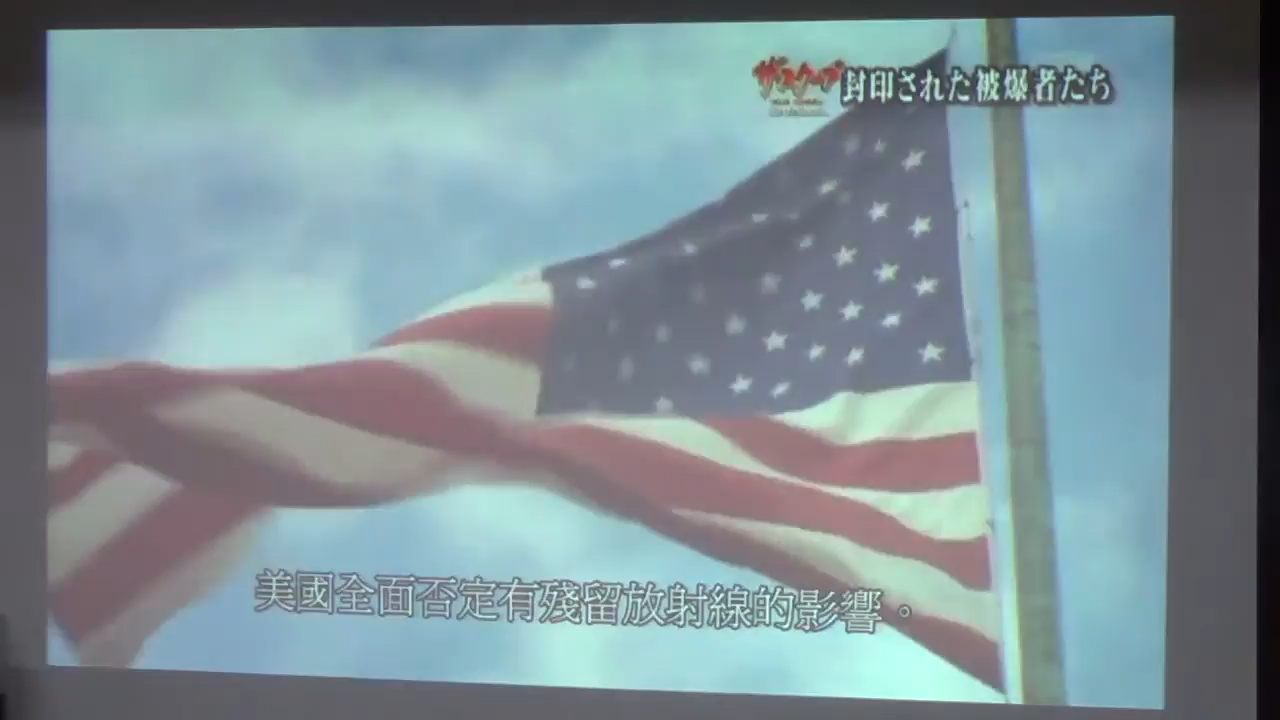 ザ・スクープ 封印された被爆者たち
美國全面否定有殘留放射線的影響。